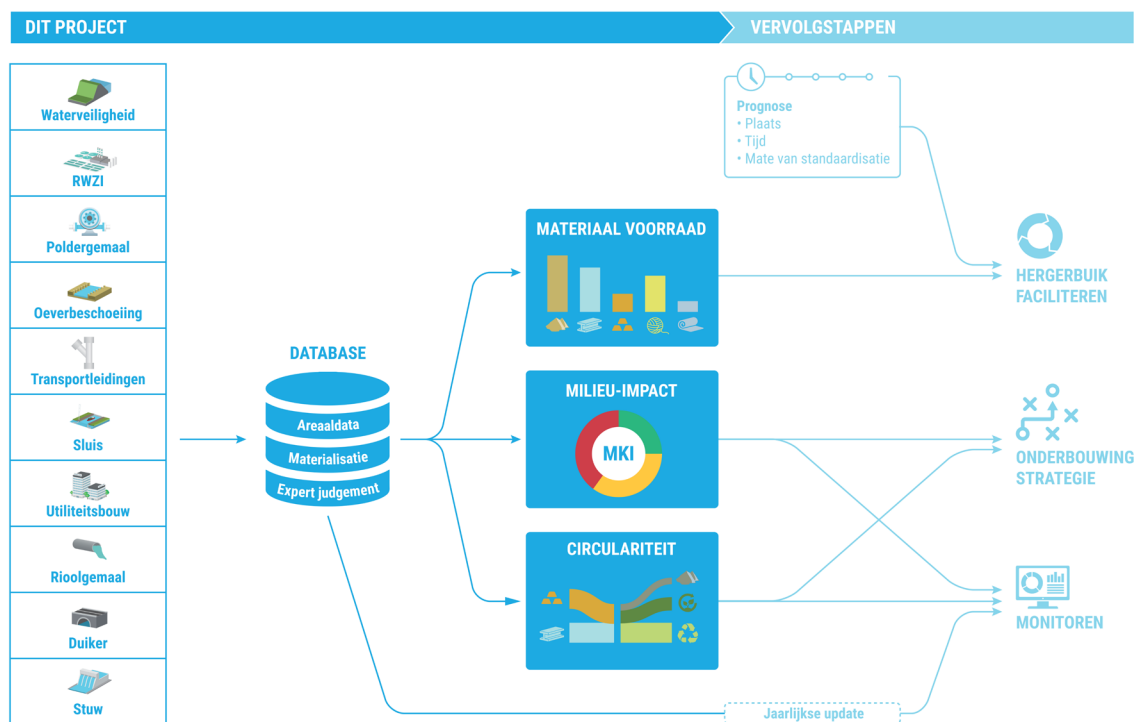 DIT PROJECT
VERVOLGSTAPPEN
Waterveiligheid
RWZI
Poldergemaal
Oeverbeschoeiing
Transportleidingen
Sluis
Utiliteitsbouw
Rioolgemaal
Duiker
Stuw
DATABASE
Areaaldata
Materialisatie
Expert judgement
MATERIAAL VOORRAAD
MILIEU-IMPACT
MKI
CIRCULARITEIT
Prognose
• Plaats
• Tijd
• Mate van standaardisatie
HERGERBUIK
FACILITEREN
ONDERBOUWING
STRATEGIE
MONITOREN
Jaarlijkse update